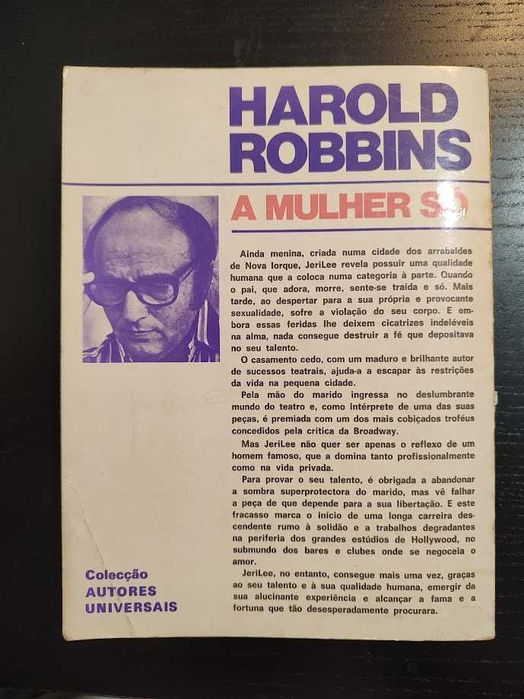 HAROLD
ROBBINS
A MULHER SÓ
Ainda menina, criada numa cidade dos arrabaldes
de Nova Iorque, JeriLee revela possuir uma qualidade
humana que a coloca numa categoria à parte. Quando
o pai, que adora, morre, sente-se traída e só. Mais
tarde, ao despertar para a sua própria e provocante
sexualidade, sofre a violação do seu corpo. E em-
bora essas feridas lhe deixem cicatrizes indeléveis
na alma, nada consegue destruir a fé que depositava
no seu talento.
O casamento cedo, com um maduro e brilhante autor
de sucessos teatrais, ajuda-a a escapar às restrições
da vida na pequena cidade.
Pela mão do marido ingressa no deslumbrante
mundo do teatro e, como intérprete de uma das suas
peças, é premiada com um dos mais cobiçados troféus
concedidos pela crítica da Broadway.
Mas JeriLee não quer ser apenas o reflexo de um
homem famoso, que a domina tanto profissionalmente
como na vida privada.
Para provar o seu talento, é obrigada a abandonar
a sombra superprotectora do marido, mas vê falhar
a peça de que depende para a sua libertação. E este
fracasso marca o início de uma longa carreira des-
cendente rumo à solidão e a trabalhos degradantes
na periferia dos grandes estúdios de Hollywood, no
submundo dos bares e clubes onde se negoceia o
amor.
JeriLee, no entanto, consegue mais uma vez, graças
ao seu talento e à sua qualidade humana, emergir da
sua alucinante experiência e alcançar a fama e a
fortuna que tão desesperadamente procurara.
Colecção
AUTORES
UNIVERSAIS